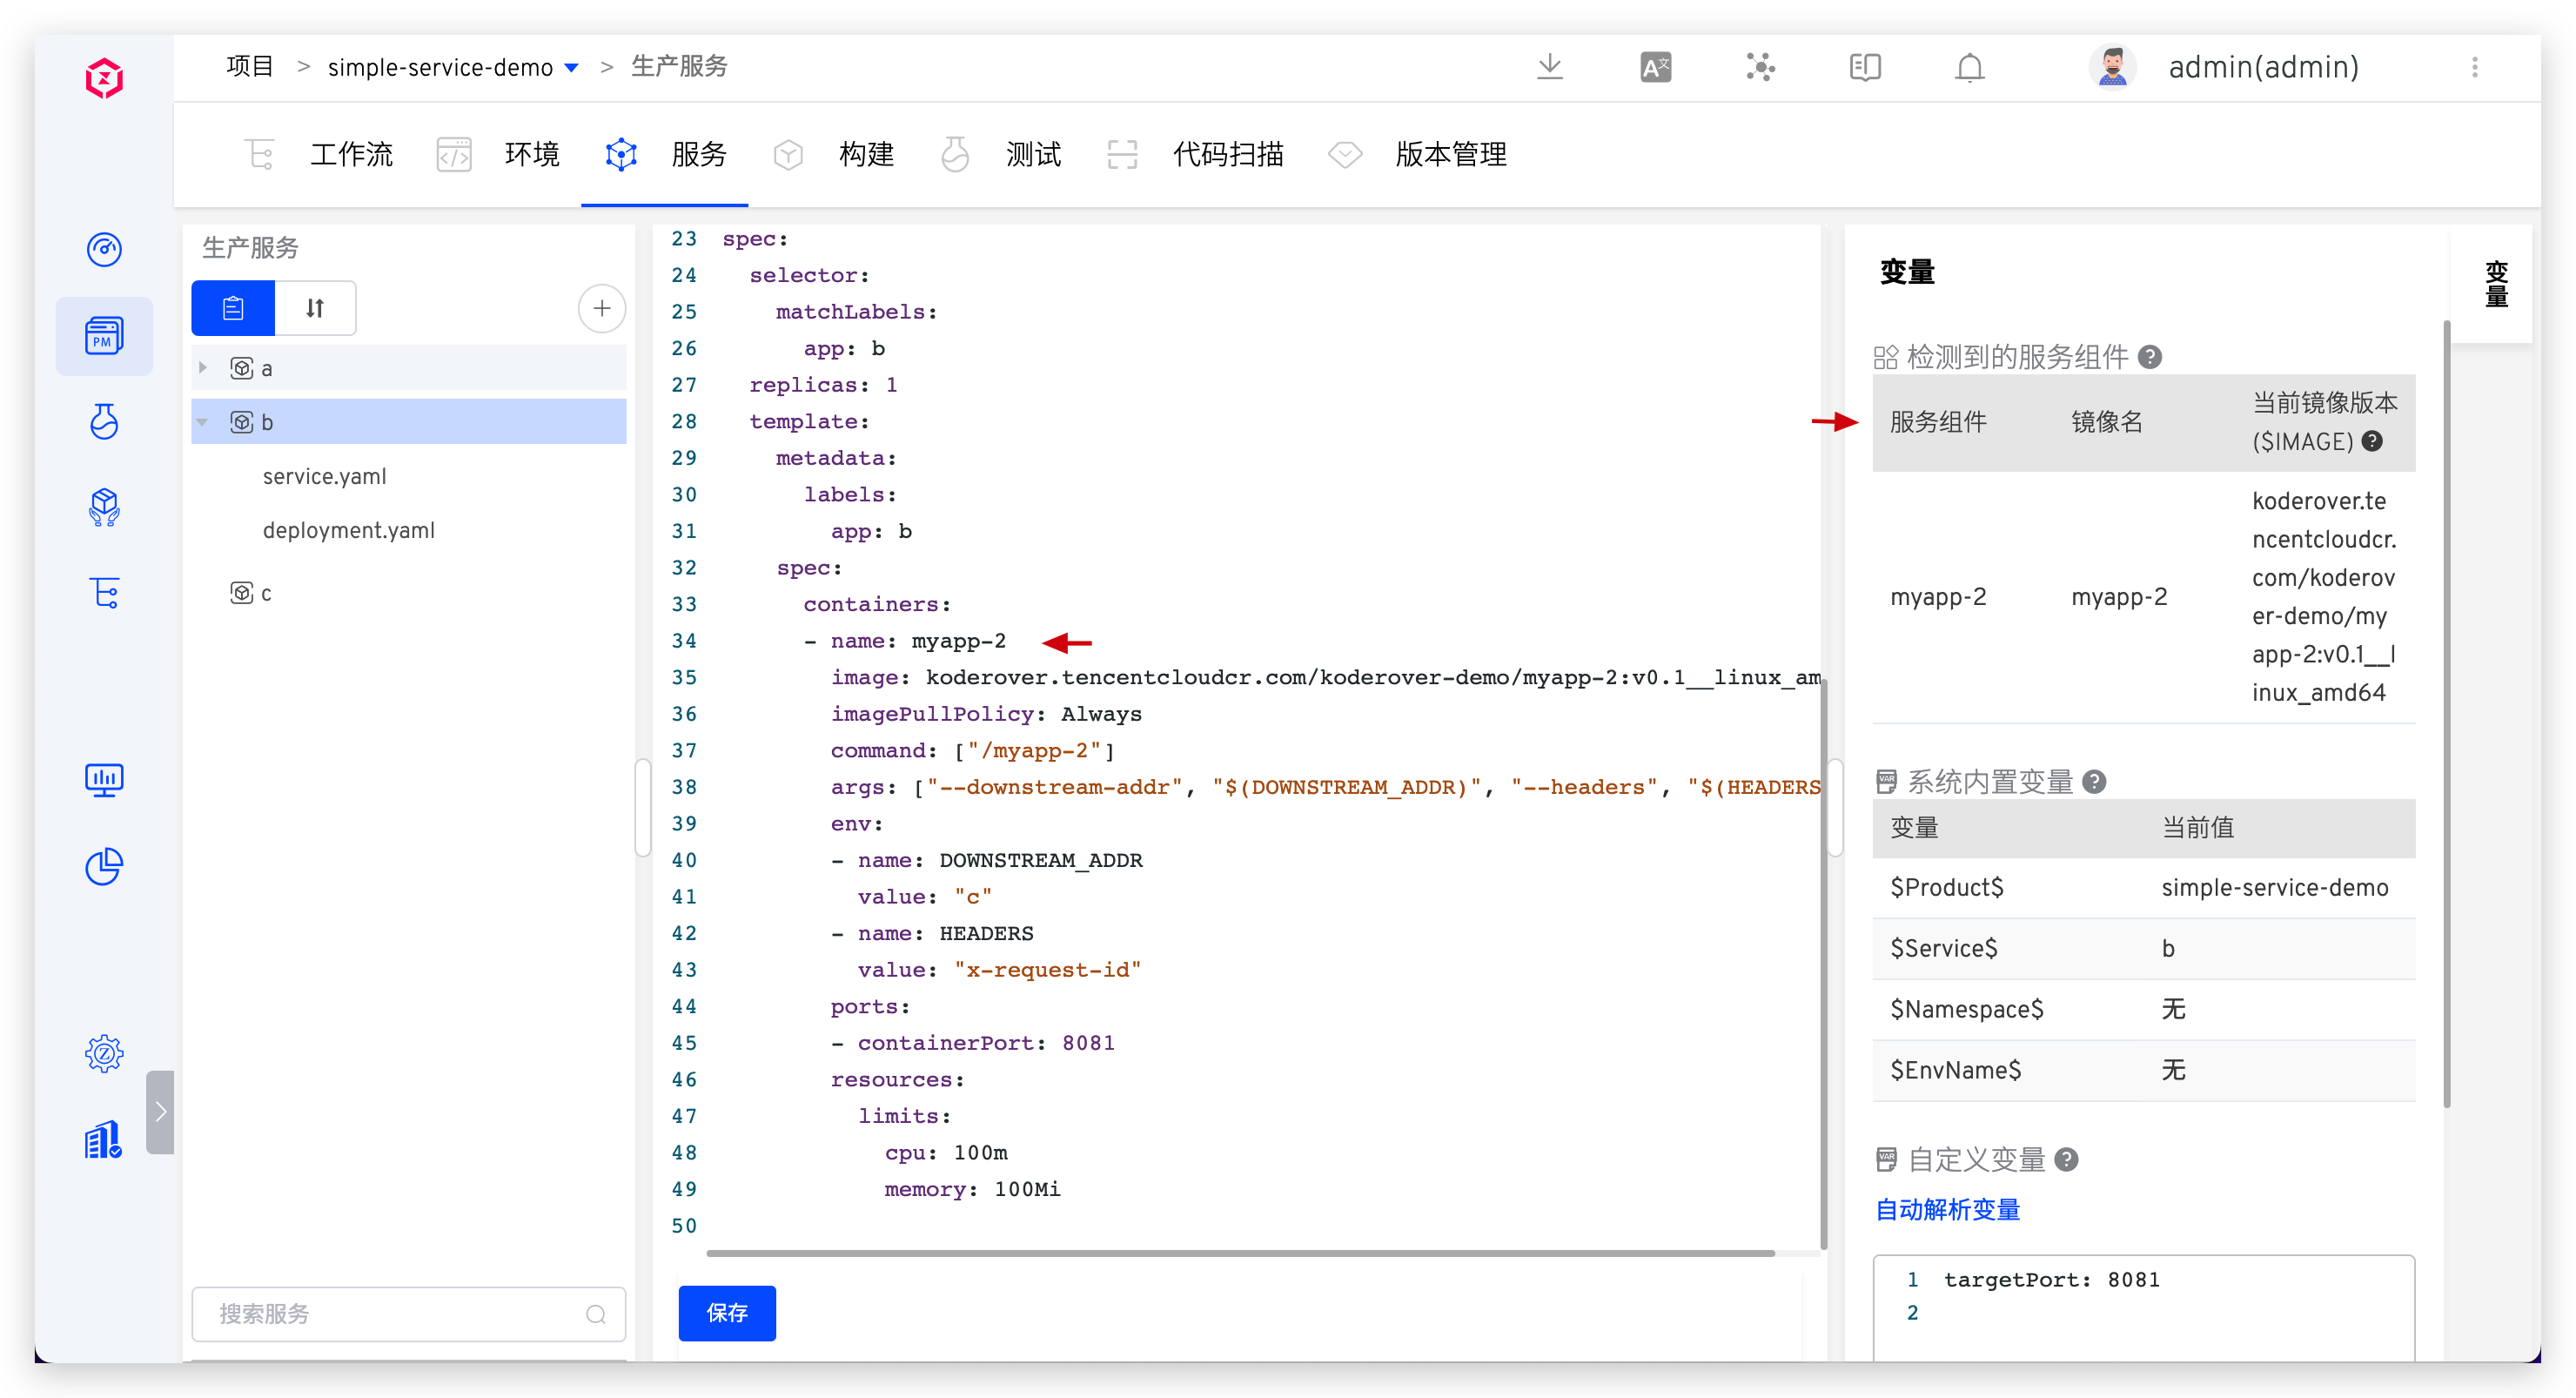 项目 > simple-service-demo > 生产服务
admin(admin)
工作流 环境 服务 构建 测试 代码扫描 版本管理
PM
生产服务
a
b
service.yaml
deployment.yaml
c
搜索服务
23 spec:
24 selector:
25 matchLabels:
26 app: b
27 replicas: 1
28 template:
29 metadata:
30 labels:
31 app: b
32 spec:
33 containers:
34 - name: myapp-2
35 image: koderover.tencentcloudcr.com/koderover-demo/myapp-2:v0.1__linux_am
36 imagePullPolicy: Always
37 command: ["/myapp-2"]
38 args: ["--downstream-addr", "$(DOWNSTREAM_ADDR)", "--headers", "$(HEADERS
39 env:
40 - name: DOWNSTREAM_ADDR
41 value: "c"
42 - name: HEADERS
43 value: "x-request-id"
44 ports:
45 - containerPort: 8081
46 resources:
47 limits:
48 cpu: 100m
49 memory: 100Mi
50
保存
变量
变量
检测到的服务组件
服务组件 镜像名 当前镜像版本
($IMAGE)
myapp-2 myapp-2 koderover.te
ncentcloudcr.
com/koderov
er-demo/my
app-2:v0.1__l
inux_amd64
系统内置变量
变量 当前值
$Product$ simple-service-demo
$Service$ b
$Namespace$ 无
$EnvName$ 无
自定义变量
自动解析变量
1 targetPort: 8081
2